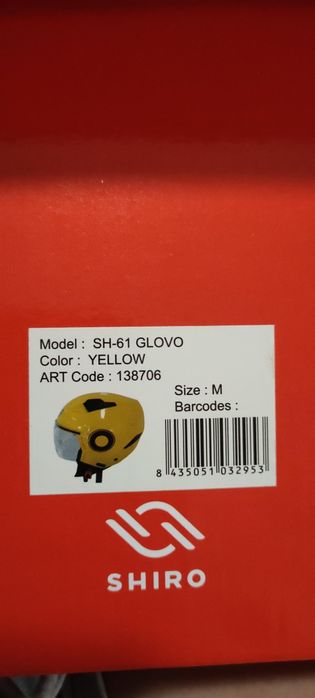 Model : SH-61 GLOVO
Color : YELLOW
ART Code : 138706
Size : M
Barcodes :
8 435051 032953
SHIRO